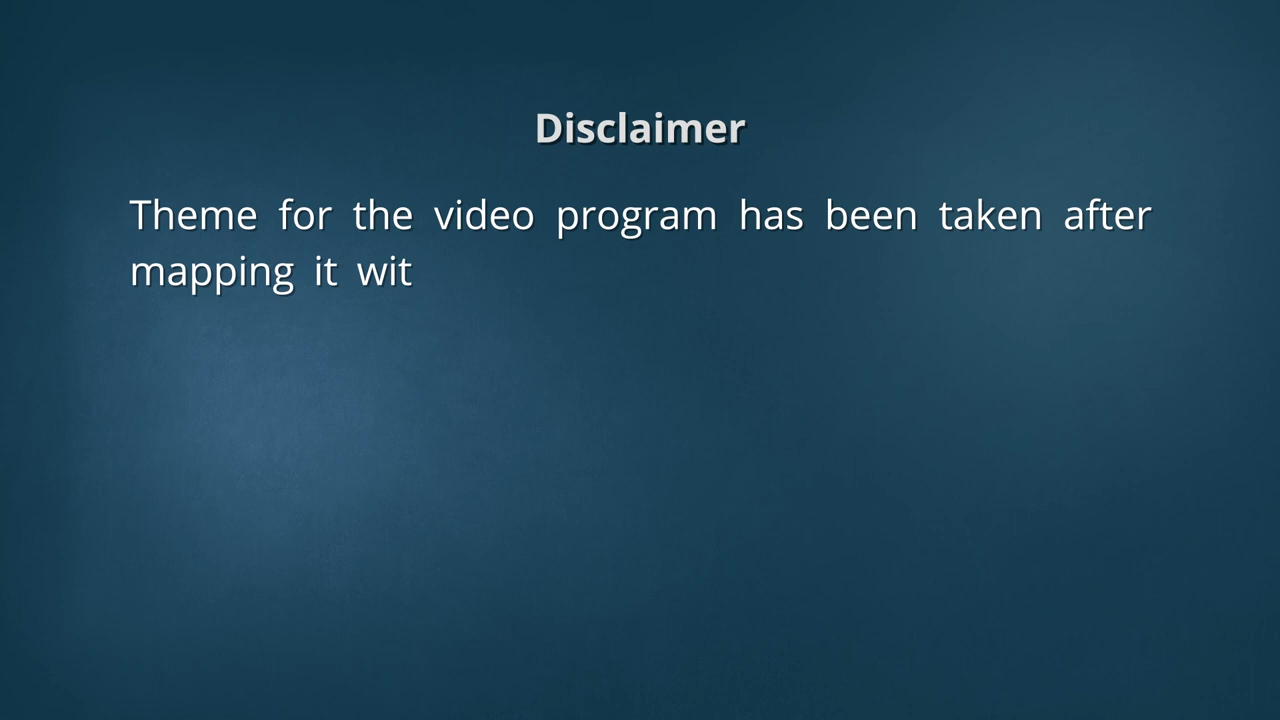 Disclaimer
Theme for the video program has been taken after
mapping it wit